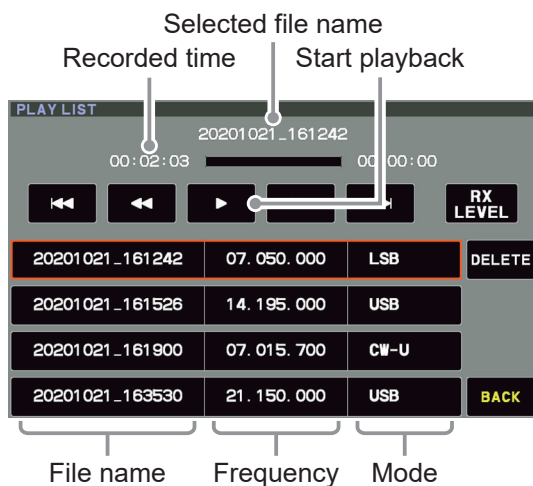 Selected file name
Recorded time Start playback
PLAY LIST
20201021_161242
00:02:03 00:00:00
RX
LEVEL
20201021_161242 07.050.000 LSB DELETE
20201021_161526 14.195.000 USB
20201021_161900 07.015.700 CW-U
20201021_163530 21.150.000 USB BACK
File name Frequency Mode